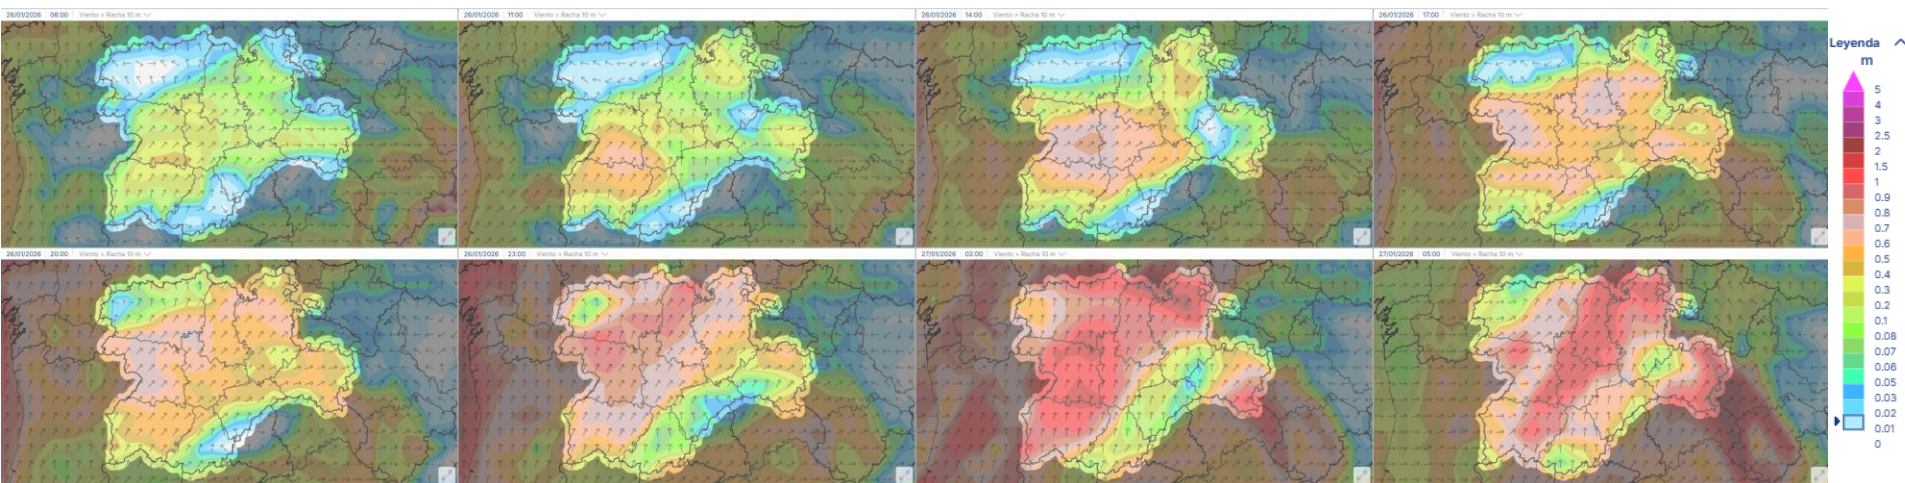 26/01/2026 08:00 Viento > Racha 10 m
26/01/2026 11:00 Viento > Racha 10 m
26/01/2026 14:00 Viento > Racha 10 m
26/01/2026 17:00 Viento > Racha 10 m
26/01/2026 20:00 Viento > Racha 10 m
26/01/2026 23:00 Viento > Racha 10 m
27/01/2026 02:00 Viento > Racha 10 m
27/01/2026 05:00 Viento > Racha 10 m
Leyenda
m
5
4
3
2.5
2
1.5
1
0.9
0.8
0.7
0.6
0.5
0.4
0.3
0.2
0.1
0.08
0.07
0.06
0.05
0.03
0.02
0.01
0